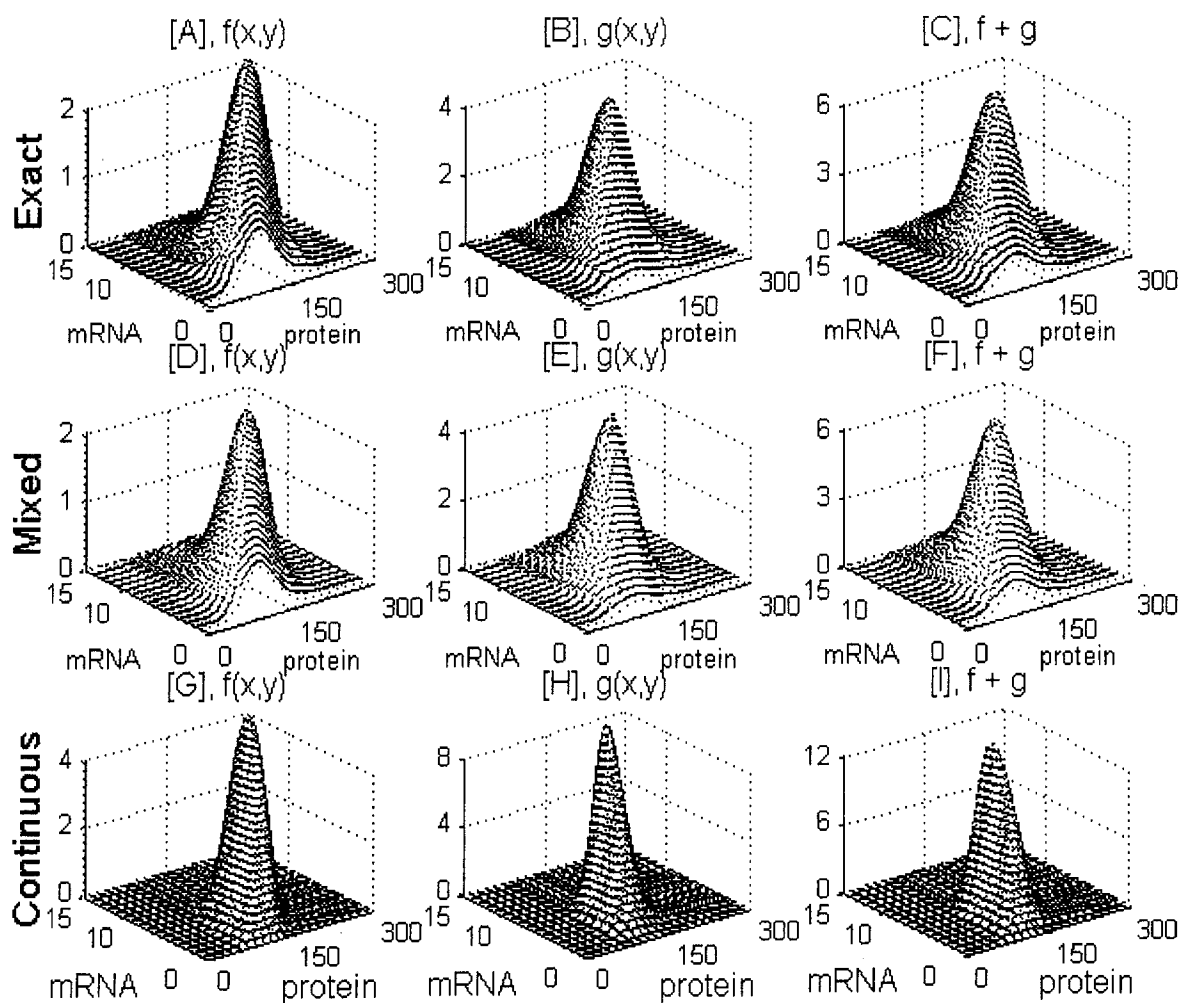 [A], f(x,y) [B], g(x,y) [C], f + g
Exact
2 4 6
1 2 3
0 0 0
15 15 15
10 10 10
300 300 300
150 150 150
mRNA 0 0 protein mRNA 0 0 protein mRNA 0 0 protein
[D], f(x,y) [E], g(x,y) [F], f + g
Mixed
2 4 6
1 2 3
0 0 0
15 15 15
10 10 10
300 300 300
150 150 150
mRNA 0 0 protein mRNA 0 0 protein mRNA 0 0 protein
[G], f(x,y) [H], g(x,y) [I], f + g
Continuous
4 8 12
2 4 6
0 0 0
15 15 15
10 10 10
300 300 300
150 150 150
mRNA 0 0 protein mRNA 0 0 protein mRNA 0 0 protein